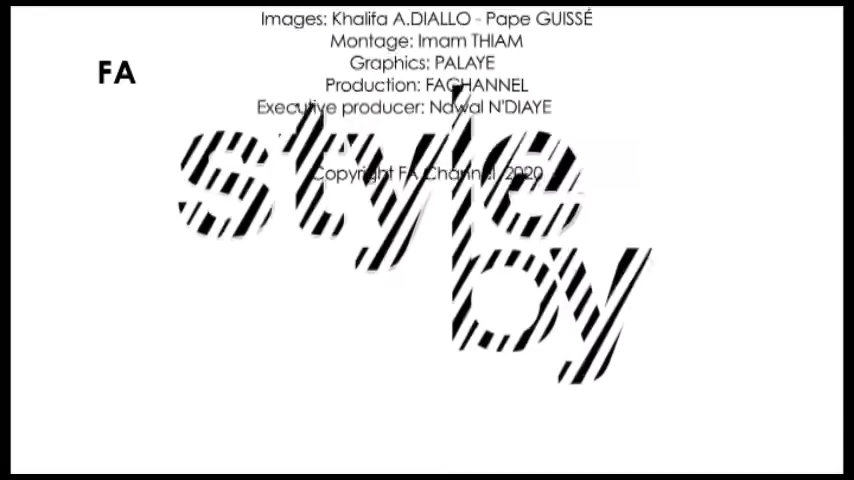 Images: Khalifa A.DIALLO - Pape GUISSÉ
Montage: Imam THIAM
Graphics: PALAYE
FA
Production: FACHANNEL
Executive producer: Nawal N'DIAYE
style
Copyright FA Channel, 2020
by